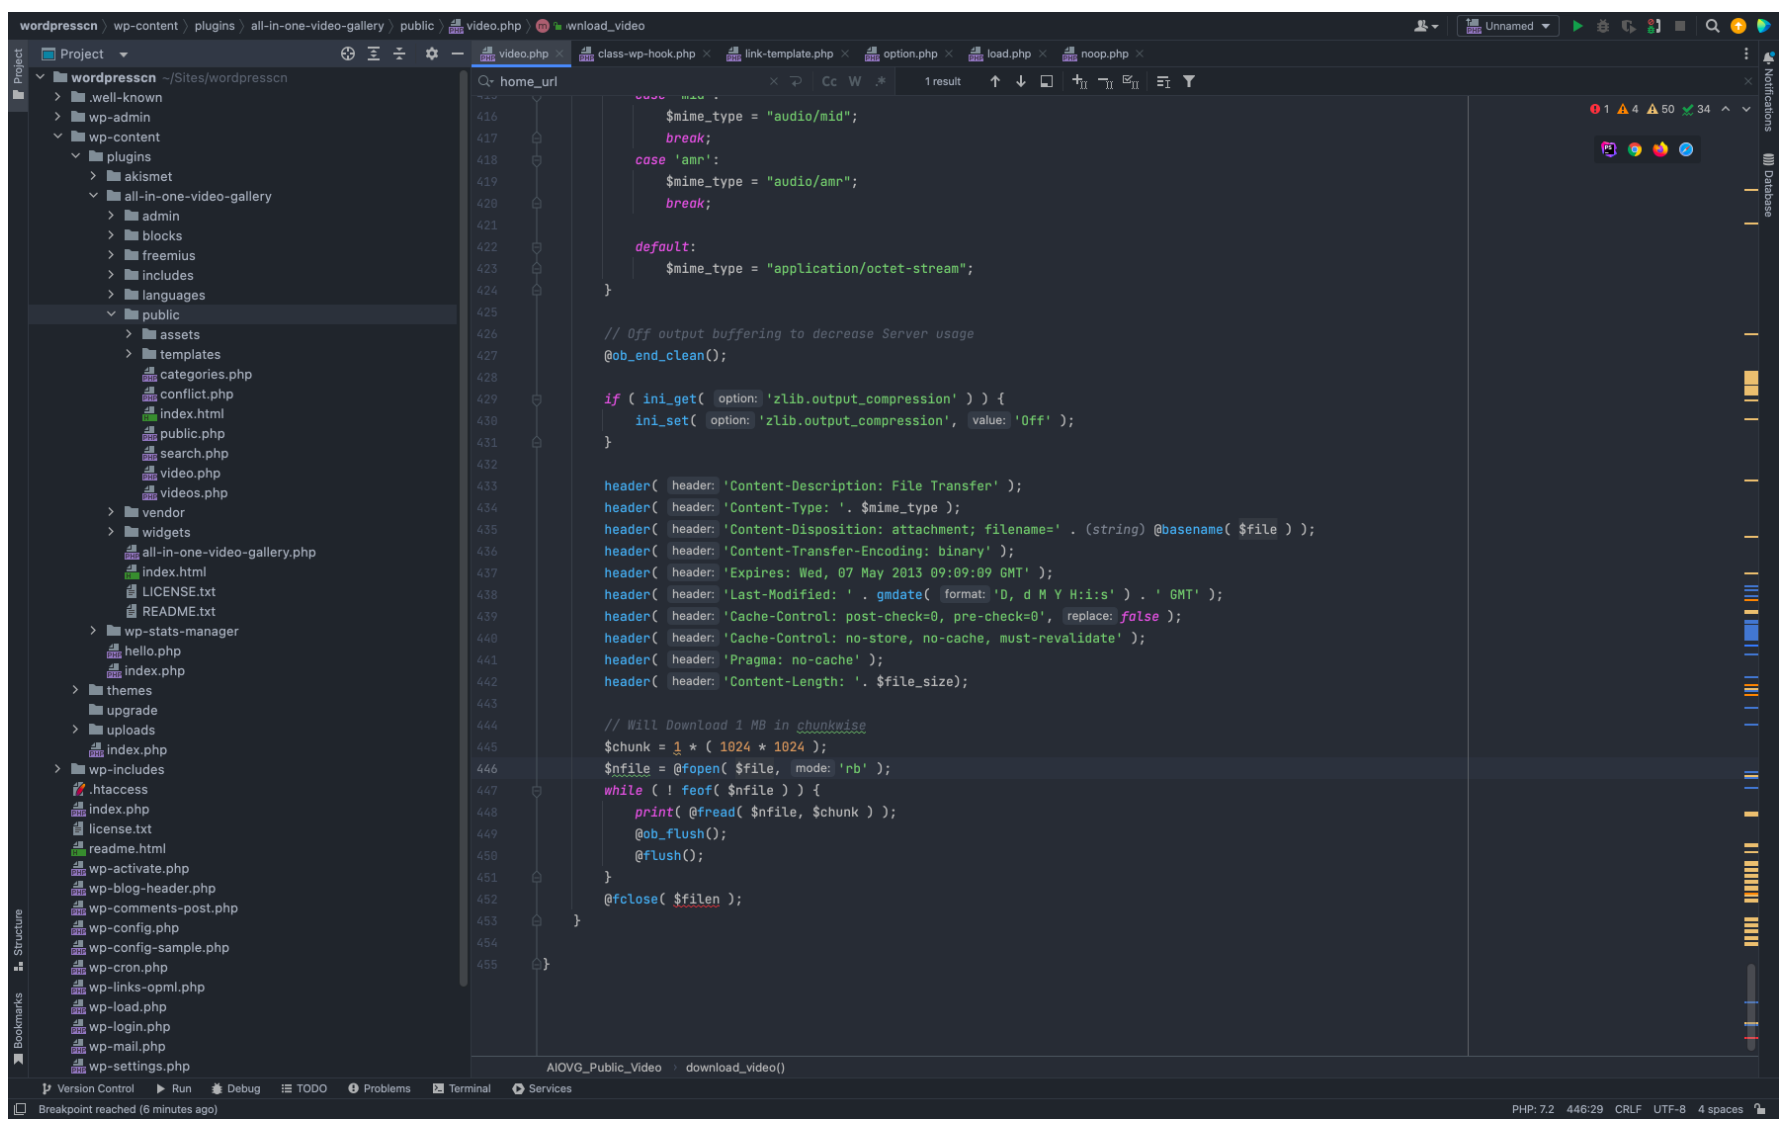 wordpresscn 〉 wp-content 〉 plugins 〉 all-in-one-video-gallery 〉 public 〉 video.php 〉 wnload_video
Unnamed
Project
video.php
class-wp-hook.php
link-template.php
option.php
load.php
noop.php
home_url
Cc W .*
1 result
1 4 50 34
Project
Structure
Bookmarks
Notifications
Database
wordpresscn ~/Sites/wordpresscn
.well-known
wp-admin
wp-content
plugins
akismet
all-in-one-video-gallery
admin
blocks
freemius
includes
languages
public
assets
templates
categories.php
conflict.php
index.html
public.php
search.php
video.php
videos.php
vendor
widgets
all-in-one-video-gallery.php
index.html
LICENSE.txt
README.txt
wp-stats-manager
hello.php
index.php
themes
upgrade
uploads
index.php
wp-includes
.htaccess
index.php
license.txt
readme.html
wp-activate.php
wp-blog-header.php
wp-comments-post.php
wp-config.php
wp-config-sample.php
wp-cron.php
wp-links-opml.php
wp-load.php
wp-login.php
wp-mail.php
wp-settings.php
416 $mime_type = "audio/mid";
417 break;
418 case 'amr':
419 $mime_type = "audio/amr";
420 break;
421
422 default:
423 $mime_type = "application/octet-stream";
424 }
425
426 // Off output buffering to decrease Server usage
427 @ob_end_clean();
428
429 if ( ini_get( option: 'zlib.output_compression' ) ) {
430 ini_set( option: 'zlib.output_compression', value: 'Off' );
431 }
432
433 header( header: 'Content-Description: File Transfer' );
434 header( header: 'Content-Type: '. $mime_type );
435 header( header: 'Content-Disposition: attachment; filename=' . (string) @basename( $file ) );
436 header( header: 'Content-Transfer-Encoding: binary' );
437 header( header: 'Expires: Wed, 07 May 2013 09:09:09 GMT' );
438 header( header: 'Last-Modified: ' . gmdate( format: 'D, d M Y H:i:s' ) . ' GMT' );
439 header( header: 'Cache-Control: post-check=0, pre-check=0', replace: false );
440 header( header: 'Cache-Control: no-store, no-cache, must-revalidate' );
441 header( header: 'Pragma: no-cache' );
442 header( header: 'Content-Length: '. $file_size);
443
444 // Will Download 1 MB in chunkwise
445 $chunk = 1 * ( 1024 * 1024 );
446 $nfile = @fopen( $file, mode: 'rb' );
447 while ( ! feof( $nfile ) ) {
448 print( @fread( $nfile, $chunk ) );
449 @ob_flush();
450 @flush();
451 }
452 @fclose( $filen );
453 }
454
455 }
AIOVG_Public_Video 〉 download_video()
Version Control
Run
Debug
TODO
Problems
Terminal
Services
Breakpoint reached (6 minutes ago)
PHP: 7.2 446:29 CRLF UTF-8 4 spaces